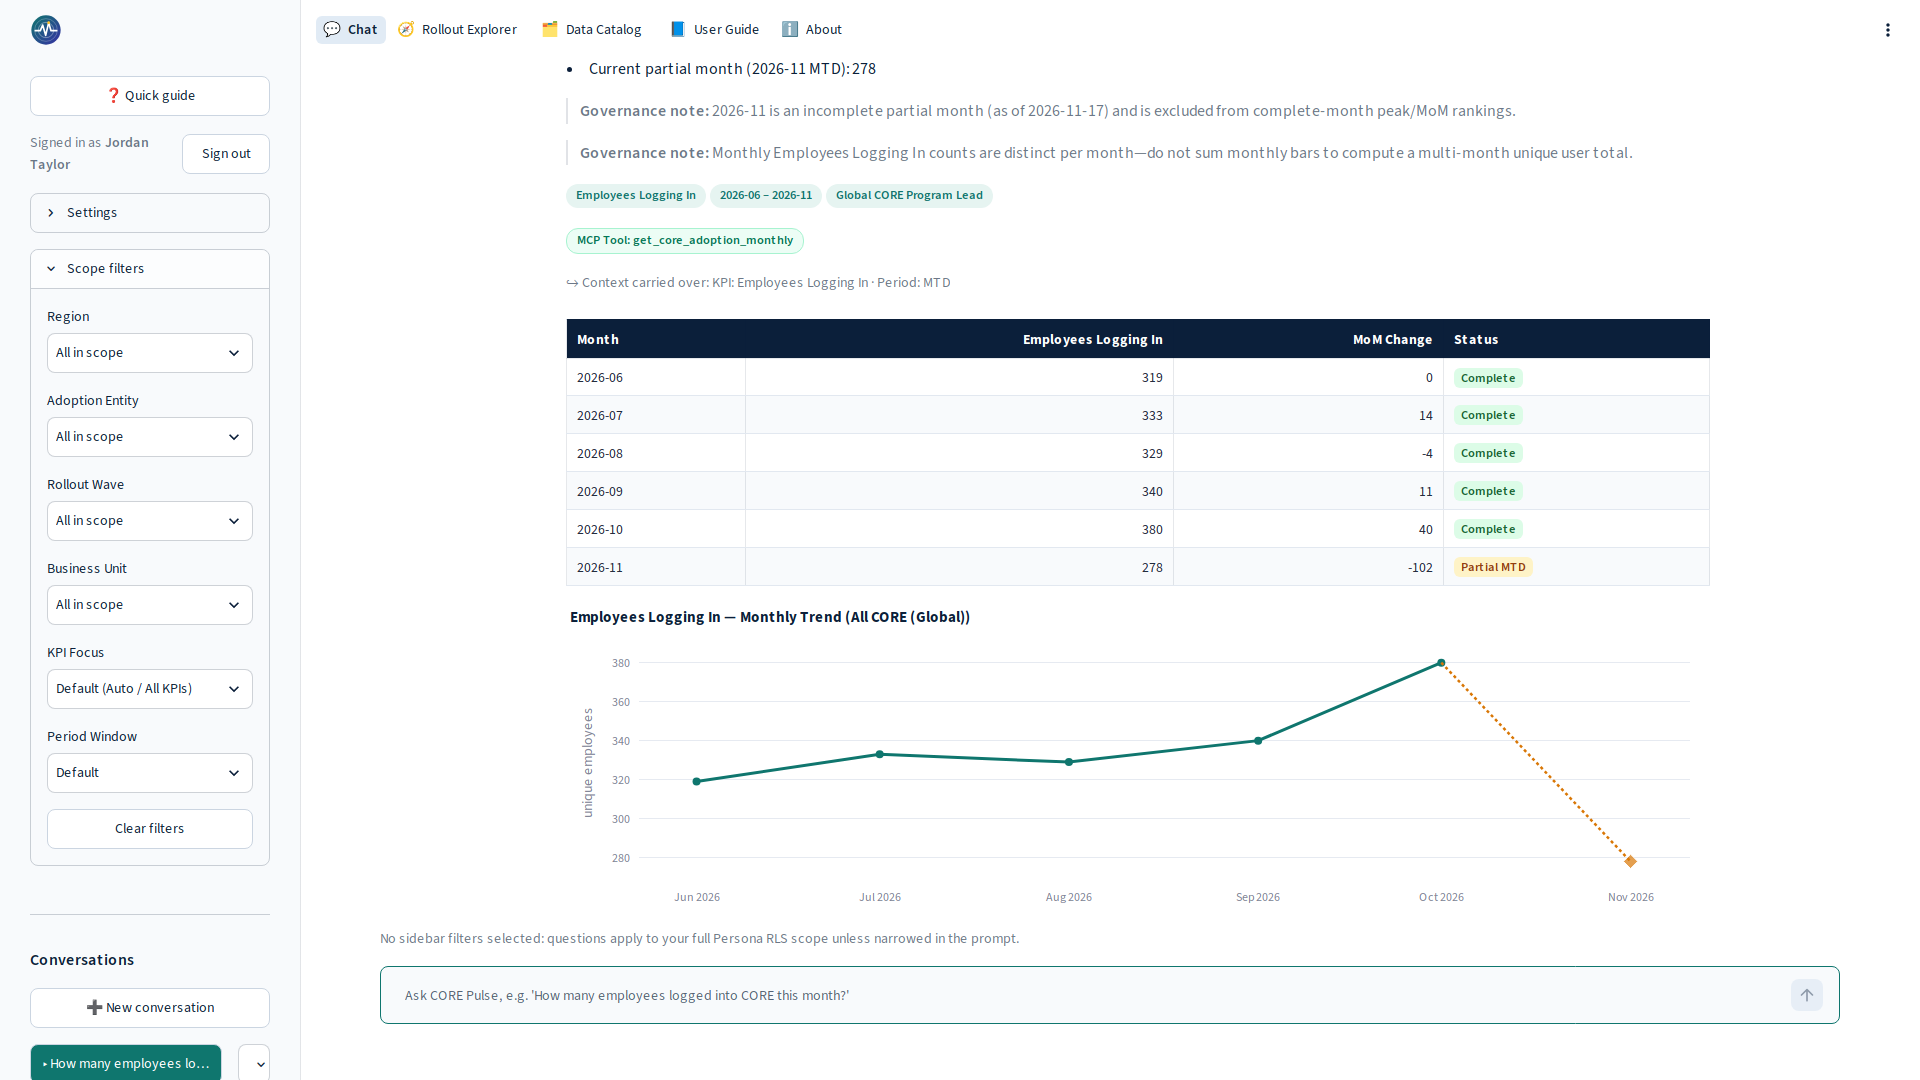 💬 Chat
🧭 Rollout Explorer
🗂️ Data Catalog
📘 User Guide
ℹ️ About
❓ Quick guide
Signed in as Jordan
Taylor
Sign out
Settings
Scope filters
Region
All in scope
Adoption Entity
All in scope
Rollout Wave
All in scope
Business Unit
All in scope
KPI Focus
Default (Auto / All KPIs)
Period Window
Default
Clear filters
Conversations
➕ New conversation
How many employees lo...
• Current partial month (2026-11 MTD): 278
Governance note: 2026-11 is an incomplete partial month (as of 2026-11-17) and is excluded from complete-month peak/MoM rankings.
Governance note: Monthly Employees Logging In counts are distinct per month—do not sum monthly bars to compute a multi-month unique user total.
Employees Logging In 2026-06 – 2026-11 Global CORE Program Lead
MCP Tool: get_core_adoption_monthly
↪ Context carried over: KPI: Employees Logging In · Period: MTD
Month Employees Logging In MoM Change Status
2026-06 319 0 Complete
2026-07 333 14 Complete
2026-08 329 -4 Complete
2026-09 340 11 Complete
2026-10 380 40 Complete
2026-11 278 -102 Partial MTD
Employees Logging In — Monthly Trend (All CORE (Global))
unique employees
380
360
340
320
300
280
Jun 2026 Jul 2026 Aug 2026 Sep 2026 Oct 2026 Nov 2026
No sidebar filters selected: questions apply to your full Persona RLS scope unless narrowed in the prompt.
Ask CORE Pulse, e.g. 'How many employees logged into CORE this month?'